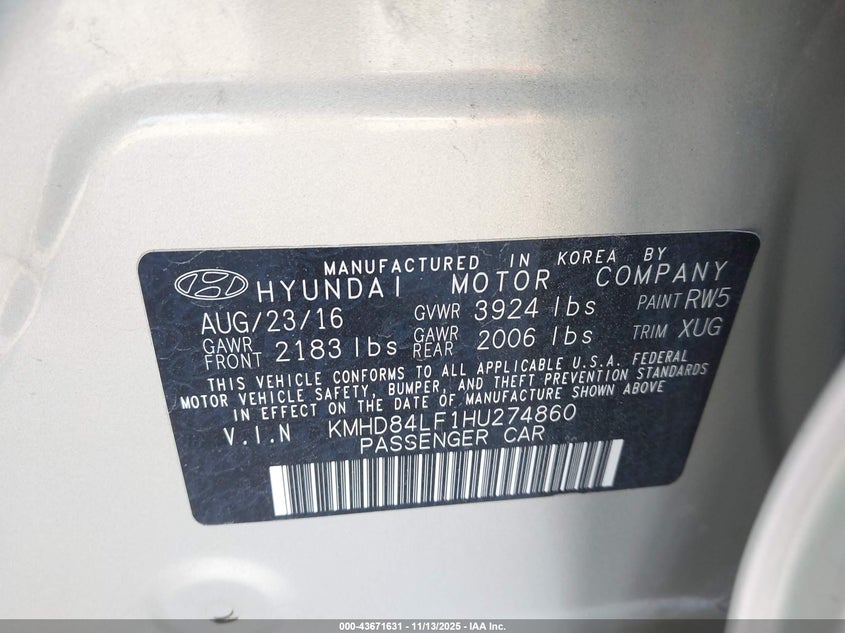 MANUFACTURED IN KOREA BY
HYUNDAI MOTOR COMPANY
AUG/23/16 GVWR 3924 lbs PAINT RW5
GAWR FRONT 2183 lbs GAWR REAR 2006 lbs TRIM XUG
THIS VEHICLE CONFORMS TO ALL APPLICABLE U.S.A. FEDERAL
MOTOR VEHICLE SAFETY, BUMPER, AND THEFT PREVENTION STANDARDS
IN EFFECT ON THE DATE OF MANUFACTURE SHOWN ABOVE
V.I.N KMHD84LF1HU274860
PASSENGER CAR
000-43671631 - 11/13/2025 - IAA Inc.